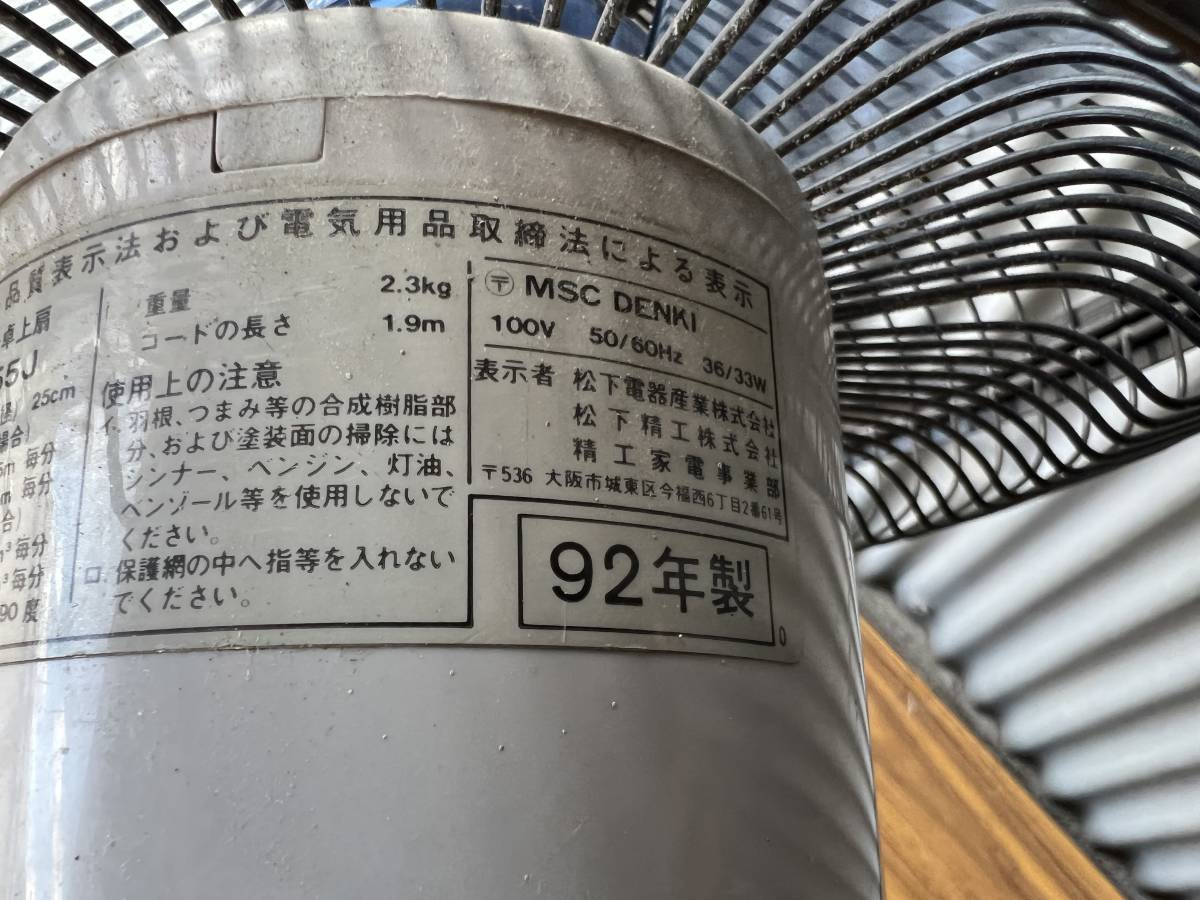 品質表示法および電気用品取締法による表示
卓上扇
55J
25cm
毎分
毎分
毎分
毎分
90度
重量 2.3kg
コードの長さ 1.9m
使用上の注意
イ.羽根、つまみ等の合成樹脂部
分、および塗装面の掃除には
シンナー、ベンジン、灯油、
ベンゾール等を使用しないで
ください。
ロ.保護網の中へ指等を入れない
でください。
〒 MSC DENKI
100V 50/60Hz 36/33W
表示者 松下電器産業株式会社
松下精工株式会社
精工家電事業部
〒536 大阪市城東区今福西6丁目2番61号
92年製
0